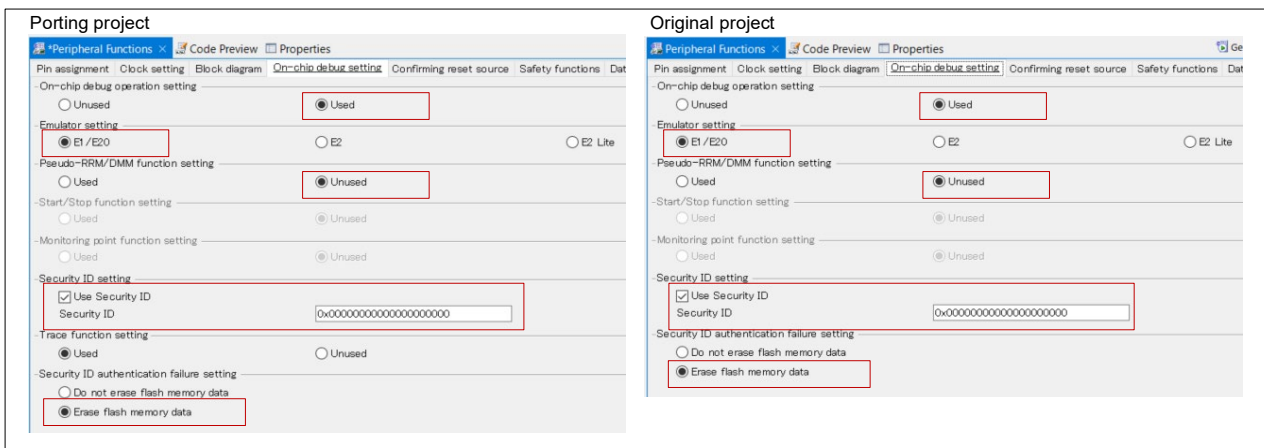 Porting project
*Peripheral Functions × Code Preview Properties
Pin assignment Clock setting Block diagram On-chip debug setting Confirming reset source Safety functions Dat
On-chip debug operation setting
Unused Used
Emulator setting
E1/E20 E2 E2 Lite
Pseudo-RRM/DMM function setting
Used Unused
Start/Stop function setting
Used Unused
Monitoring point function setting
Used Unused
Security ID setting
Use Security ID
Security ID 0x00000000000000000000
Trace function setting
Used Unused
Security ID authentication failure setting
Do not erase flash memory data
Erase flash memory data
Original project
Peripheral Functions × Code Preview Properties Ge
Pin assignment Clock setting Block diagram On-chip debug setting Confirming reset source Safety functions Dat
On-chip debug operation setting
Unused Used
Emulator setting
E1/E20 E2 E2 Lite
Pseudo-RRM/DMM function setting
Used Unused
Start/Stop function setting
Used Unused
Monitoring point function setting
Used Unused
Security ID setting
Use Security ID
Security ID 0x00000000000000000000
Security ID authentication failure setting
Do not erase flash memory data
Erase flash memory data